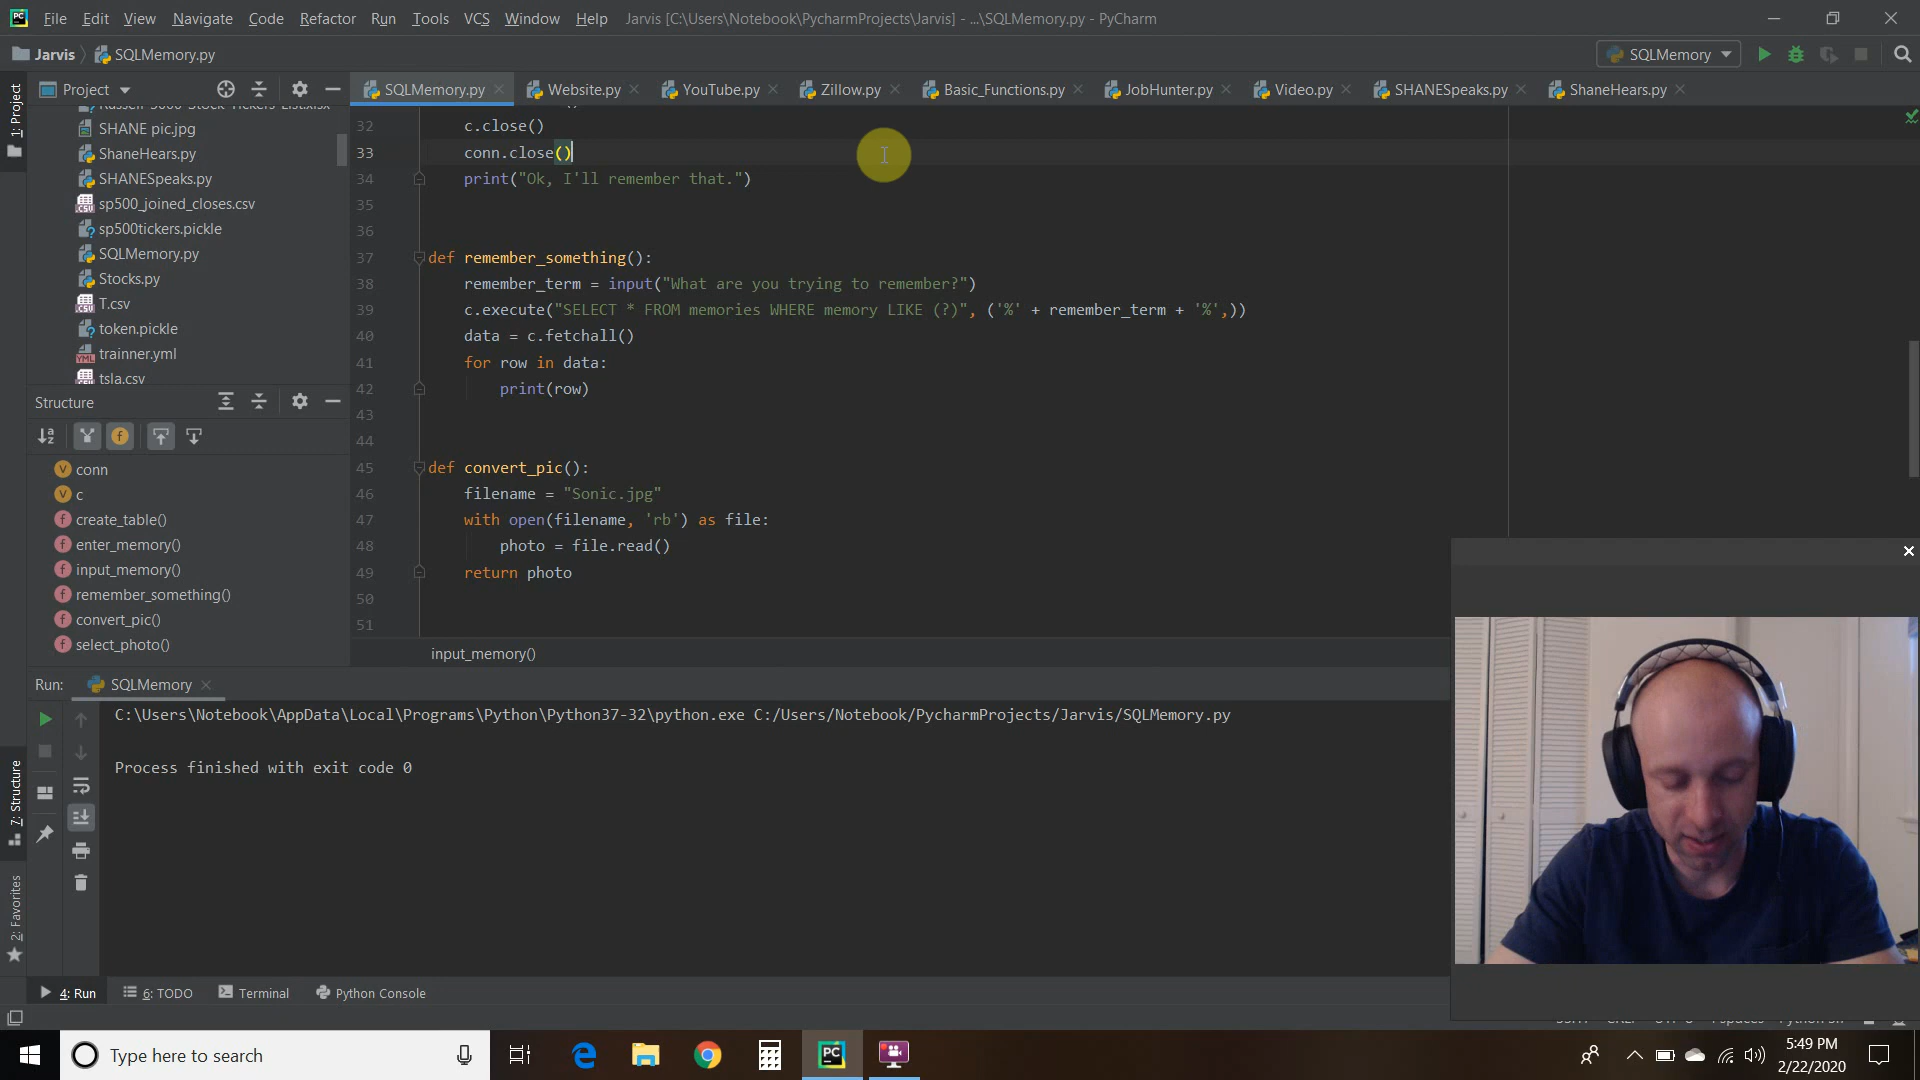 File Edit View Navigate Code Refactor Run Tools VCS Window Help Jarvis [C:\Users\Notebook\PycharmProjects\Jarvis] - ...\SQLMemory.py - PyCharm
Jarvis SQLMemory.py SQLMemory
Project SQLMemory.py Website.py YouTube.py Zillow.py Basic_Functions.py JobHunter.py Video.py SHANESpeaks.py ShaneHears.py
1: Project
SHANE pic.jpg
ShaneHears.py
SHANESpeaks.py
sp500_joined_closes.csv
sp500tickers.pickle
SQLMemory.py
Stocks.py
T.csv
token.pickle
trainner.yml
tsla.csv
32 c.close()
33 conn.close()
34 print("Ok, I'll remember that.")
35
36
37 def remember_something():
38 remember_term = input("What are you trying to remember?")
39 c.execute("SELECT * FROM memories WHERE memory LIKE (?)", ('%' + remember_term + '%',))
40 data = c.fetchall()
41 for row in data:
42 print(row)
43
44
45 def convert_pic():
46 filename = "Sonic.jpg"
47 with open(filename, 'rb') as file:
48 photo = file.read()
49 return photo
50
51
input_memory()
Structure
conn
c
create_table()
enter_memory()
input_memory()
remember_something()
convert_pic()
select_photo()
Run: SQLMemory
C:\Users\Notebook\AppData\Local\Programs\Python\Python37-32\python.exe C:/Users/Notebook/PycharmProjects/Jarvis/SQLMemory.py
Process finished with exit code 0
7: Structure
2: Favorites
4: Run 6: TODO Terminal Python Console
Type here to search
5:49 PM
2/22/2020